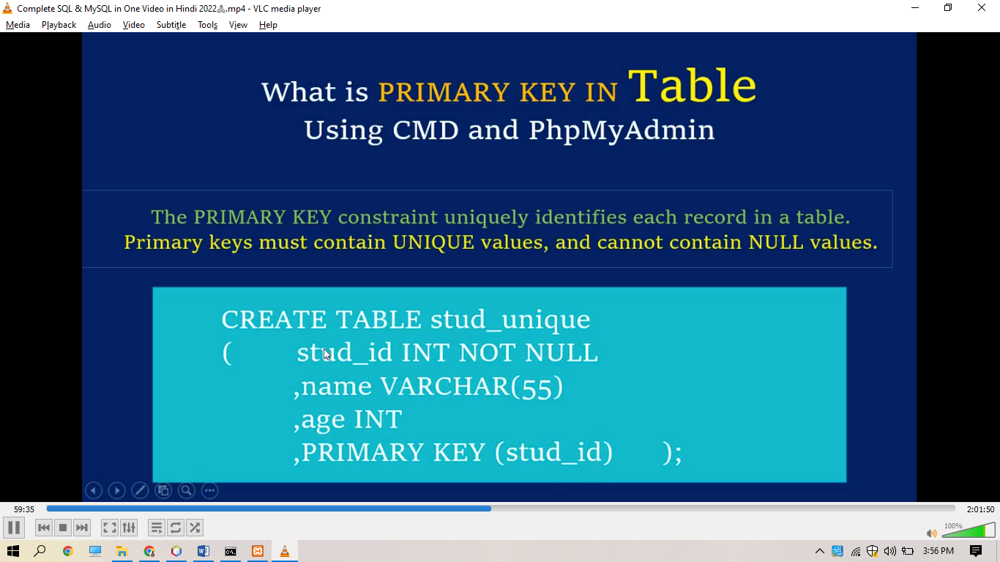 Complete SQL & MySQL in One Video in Hindi 2022🙏.mp4 - VLC media player
Media Playback Audio Video Subtitle Tools View Help
What is PRIMARY KEY IN Table
Using CMD and PhpMyAdmin
The PRIMARY KEY constraint uniquely identifies each record in a table.
Primary keys must contain UNIQUE values, and cannot contain NULL values.
CREATE TABLE stud_unique
( stud_id INT NOT NULL
,name VARCHAR(55)
,age INT
,PRIMARY KEY (stud_id) );
59:35 2:01:50
100%
3:56 PM